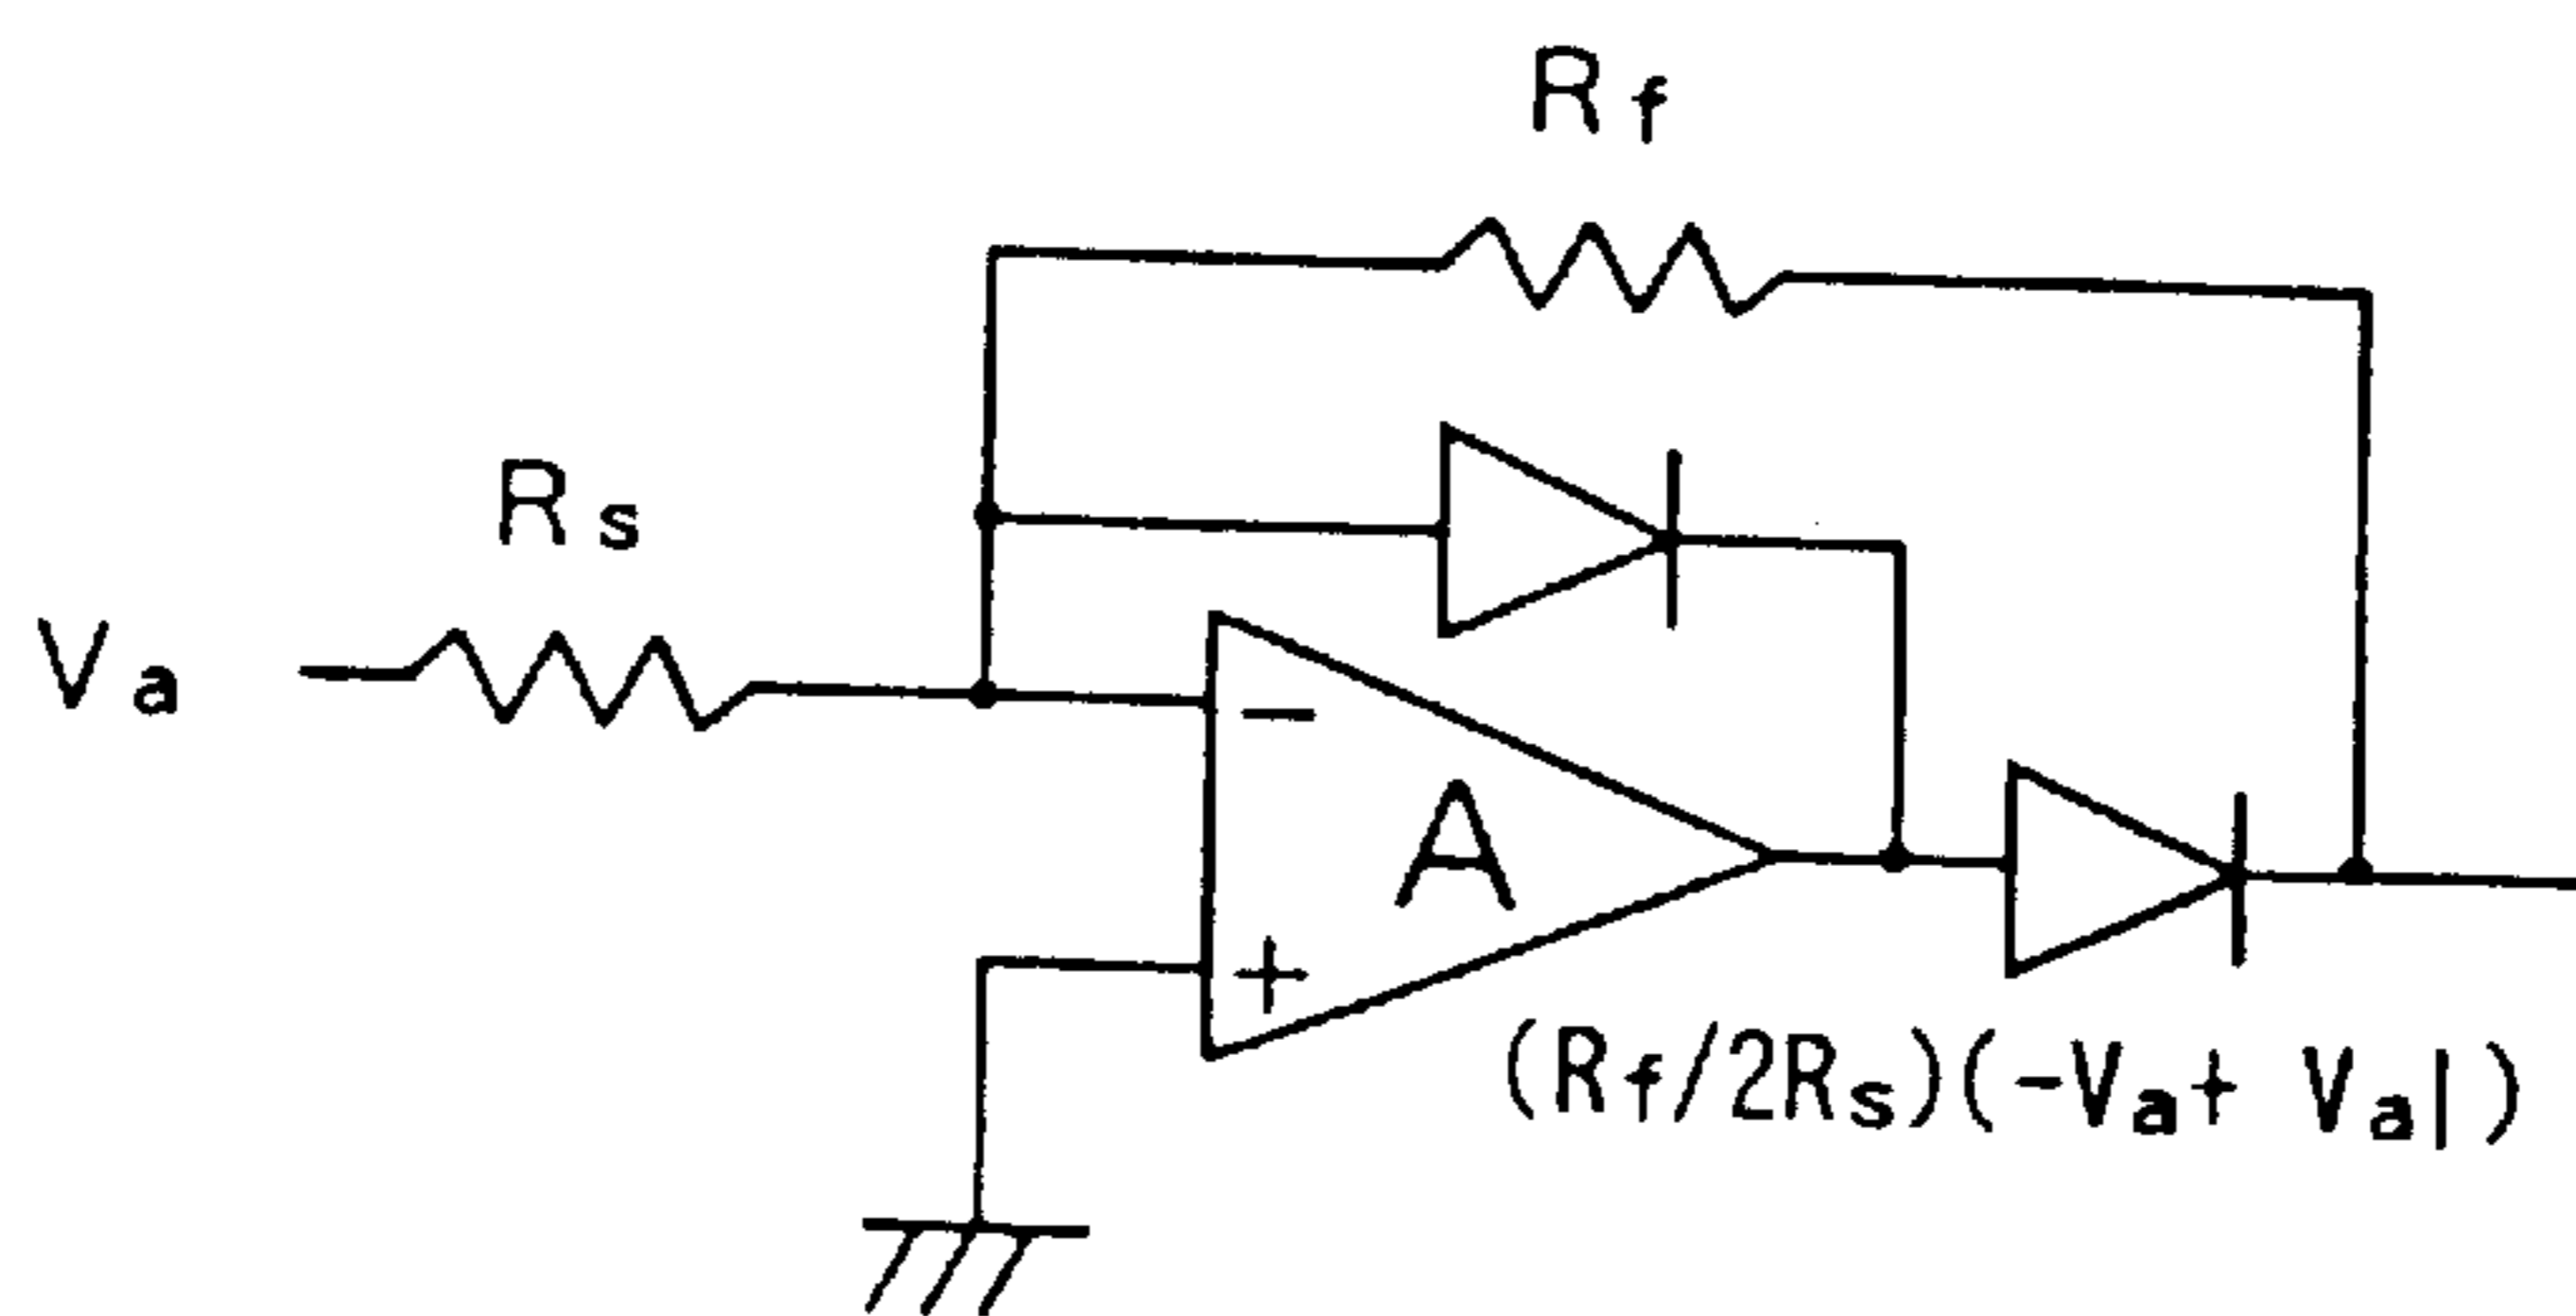 Rf
Rs
Va
−
A
+
(Rf/2Rs)(-Va+ Va|)